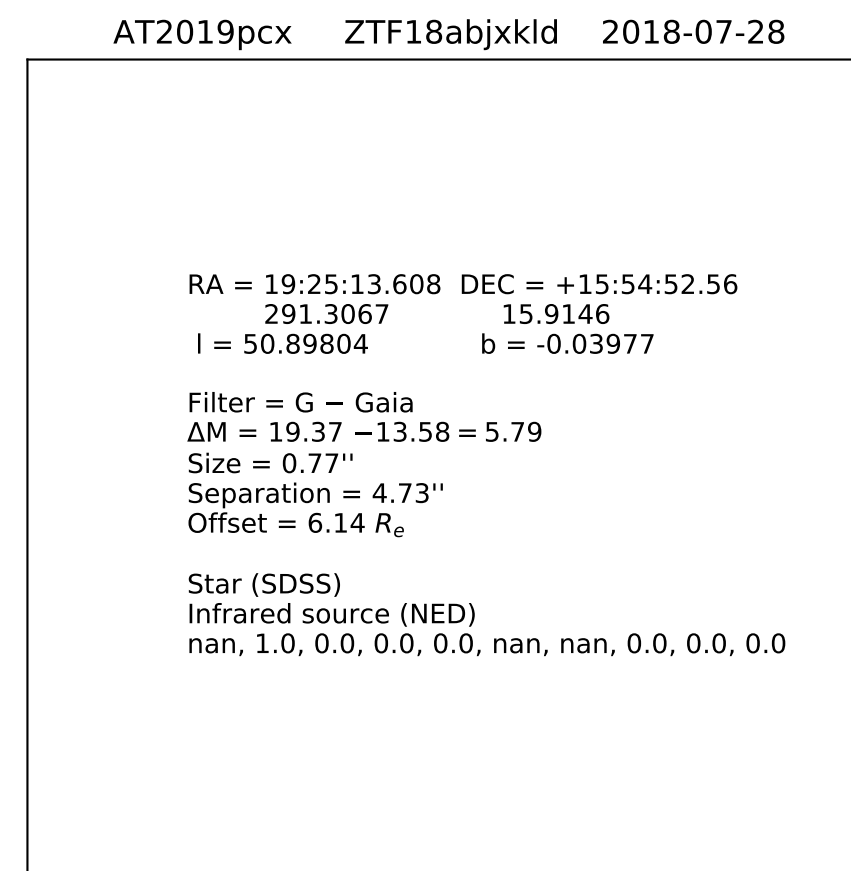 AT2019pcx ZTF18abjxkld 2018-07-28
RA = 19:25:13.608 DEC = +15:54:52.56
291.3067 15.9146
l = 50.89804 b = -0.03977
Filter = G − Gaia
ΔM = 19.37 −13.58 = 5.79
Size = 0.77''
Separation = 4.73''
Offset = 6.14 Rₑ
Star (SDSS)
Infrared source (NED)
nan, 1.0, 0.0, 0.0, 0.0, nan, nan, 0.0, 0.0, 0.0